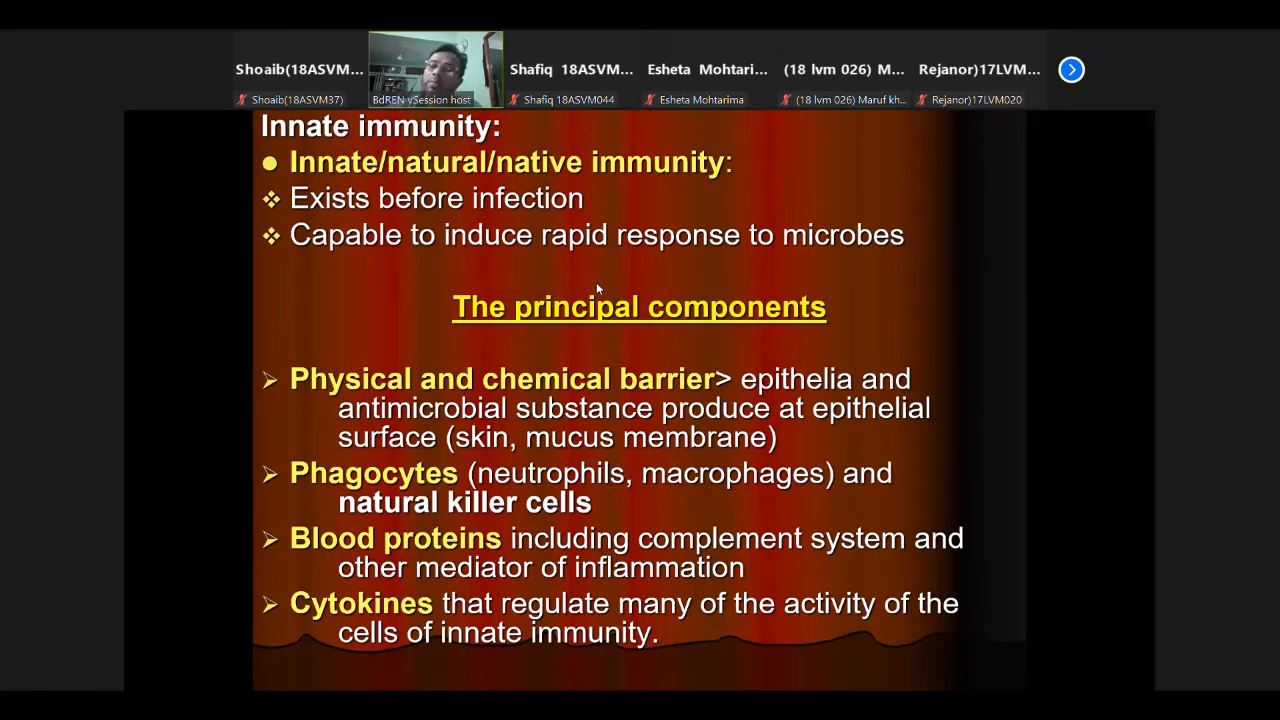 Shoaib(18ASVM...
Shafiq 18ASVM...
Esheta Mohtari...
(18 lvm 026) M...
Rejanor)17LVM...
Shoaib(18ASVM37)
BdREN vSession host
Shafiq 18ASVM044
Esheta Mohtarima
(18 lvm 026) Maruf kh...
Rejanor)17LVM020
Innate immunity:
Innate/natural/native immunity:
Exists before infection
Capable to induce rapid response to microbes
The principal components
Physical and chemical barrier> epithelia and
antimicrobial substance produce at epithelial
surface (skin, mucus membrane)
Phagocytes (neutrophils, macrophages) and
natural killer cells
Blood proteins including complement system and
other mediator of inflammation
Cytokines that regulate many of the activity of the
cells of innate immunity.